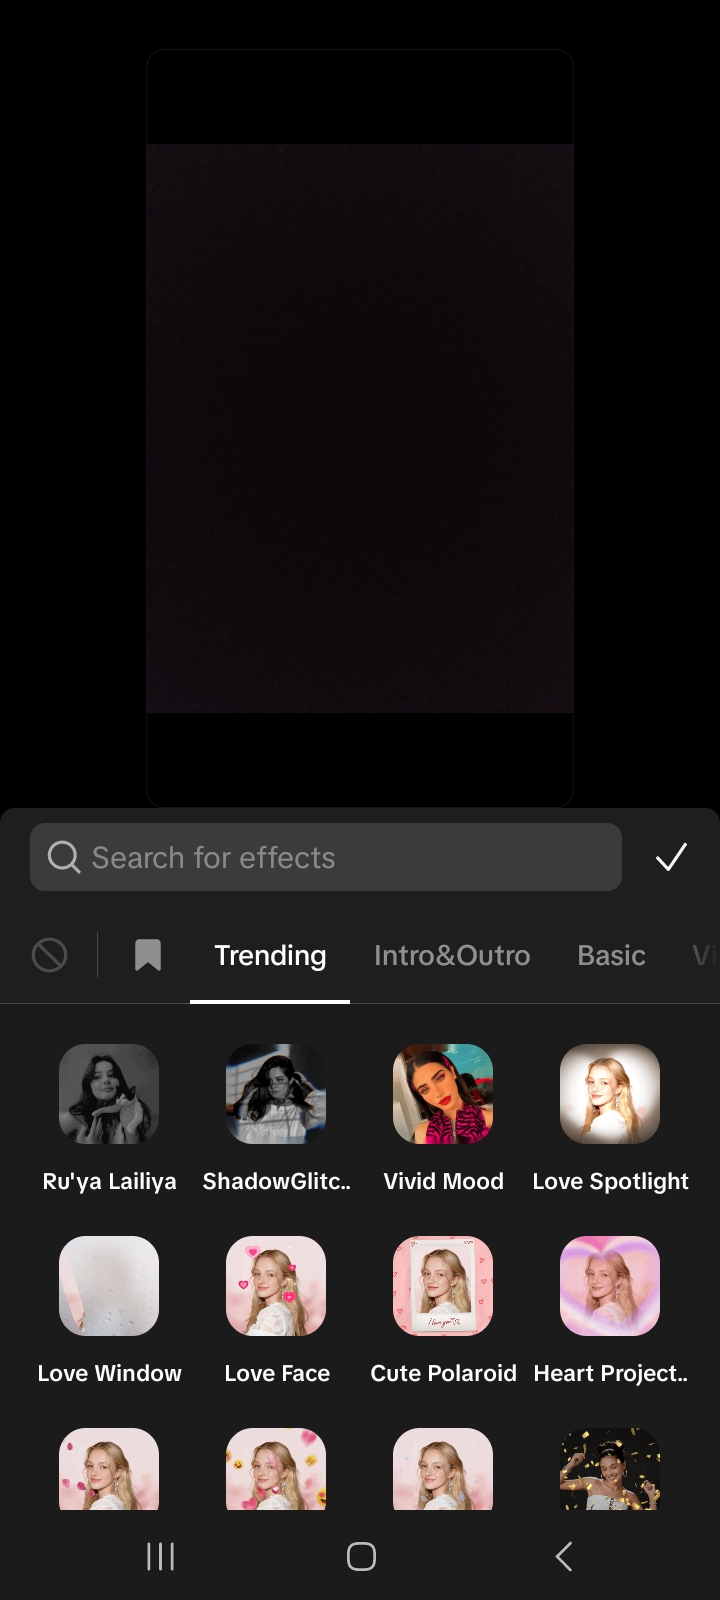 Search for effects
Trending
Intro&Outro
Basic
Vi
Ru'ya Lailiya
ShadowGlitc..
Vivid Mood
Love Spotlight
Love Window
Love Face
Cute Polaroid
Heart Project..